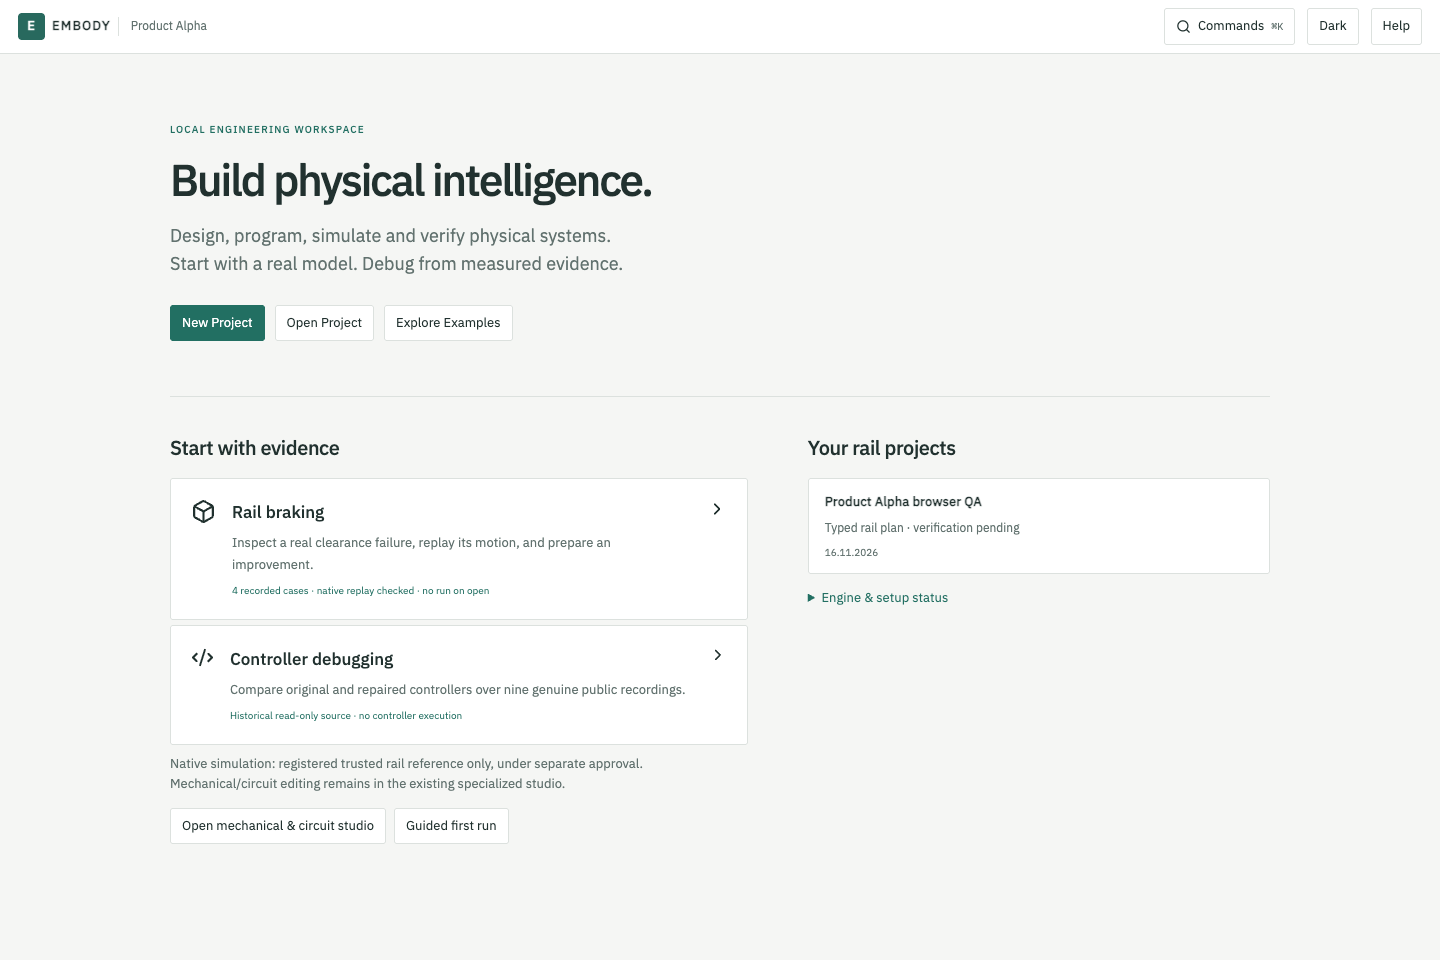 E EMBODY Product Alpha
Commands ⌘K
Dark
Help
LOCAL ENGINEERING WORKSPACE
Build physical intelligence.
Design, program, simulate and verify physical systems.
Start with a real model. Debug from measured evidence.
New Project
Open Project
Explore Examples
Start with evidence
Rail braking
Inspect a real clearance failure, replay its motion, and prepare an
improvement.
4 recorded cases · native replay checked · no run on open
Controller debugging
Compare original and repaired controllers over nine genuine public recordings.
Historical read-only source · no controller execution
Native simulation: registered trusted rail reference only, under separate approval.
Mechanical/circuit editing remains in the existing specialized studio.
Open mechanical & circuit studio
Guided first run
Your rail projects
Product Alpha browser QA
Typed rail plan · verification pending
16.11.2026
Engine & setup status